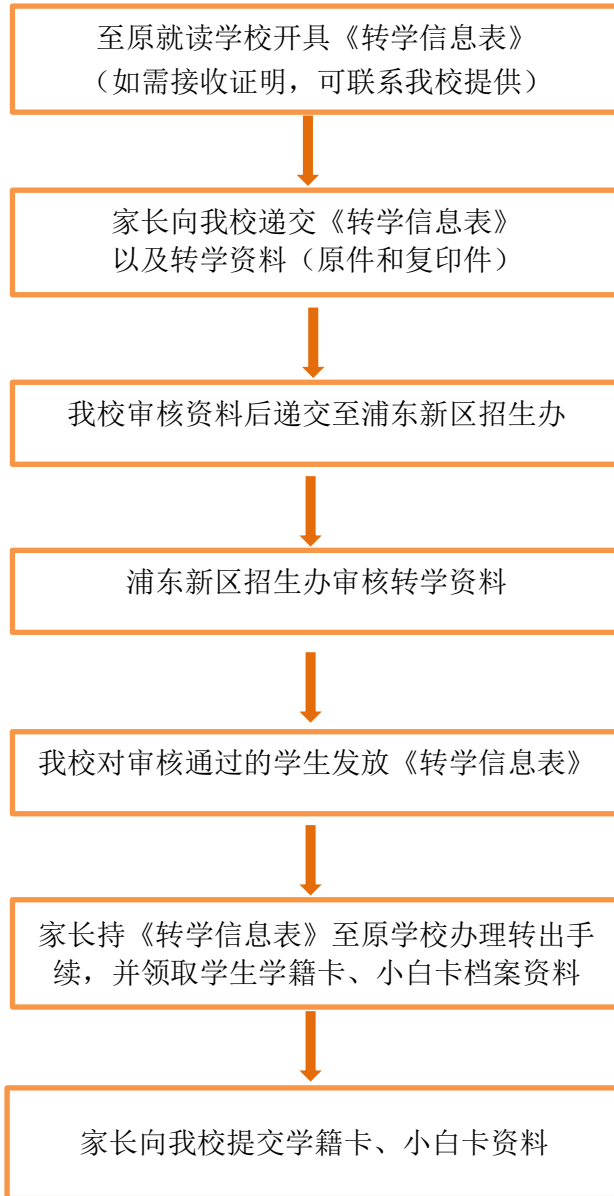 至原就读学校开具《转学信息表》
（如需接收证明，可联系我校提供）
家长向我校递交《转学信息表》
以及转学资料（原件和复印件）
我校审核资料后递交至浦东新区招生办
浦东新区招生办审核转学资料
我校对审核通过的学生发放《转学信息表》
家长持《转学信息表》至原学校办理转出手
续，并领取学生学籍卡、小白卡档案资料
家长向我校提交学籍卡、小白卡资料